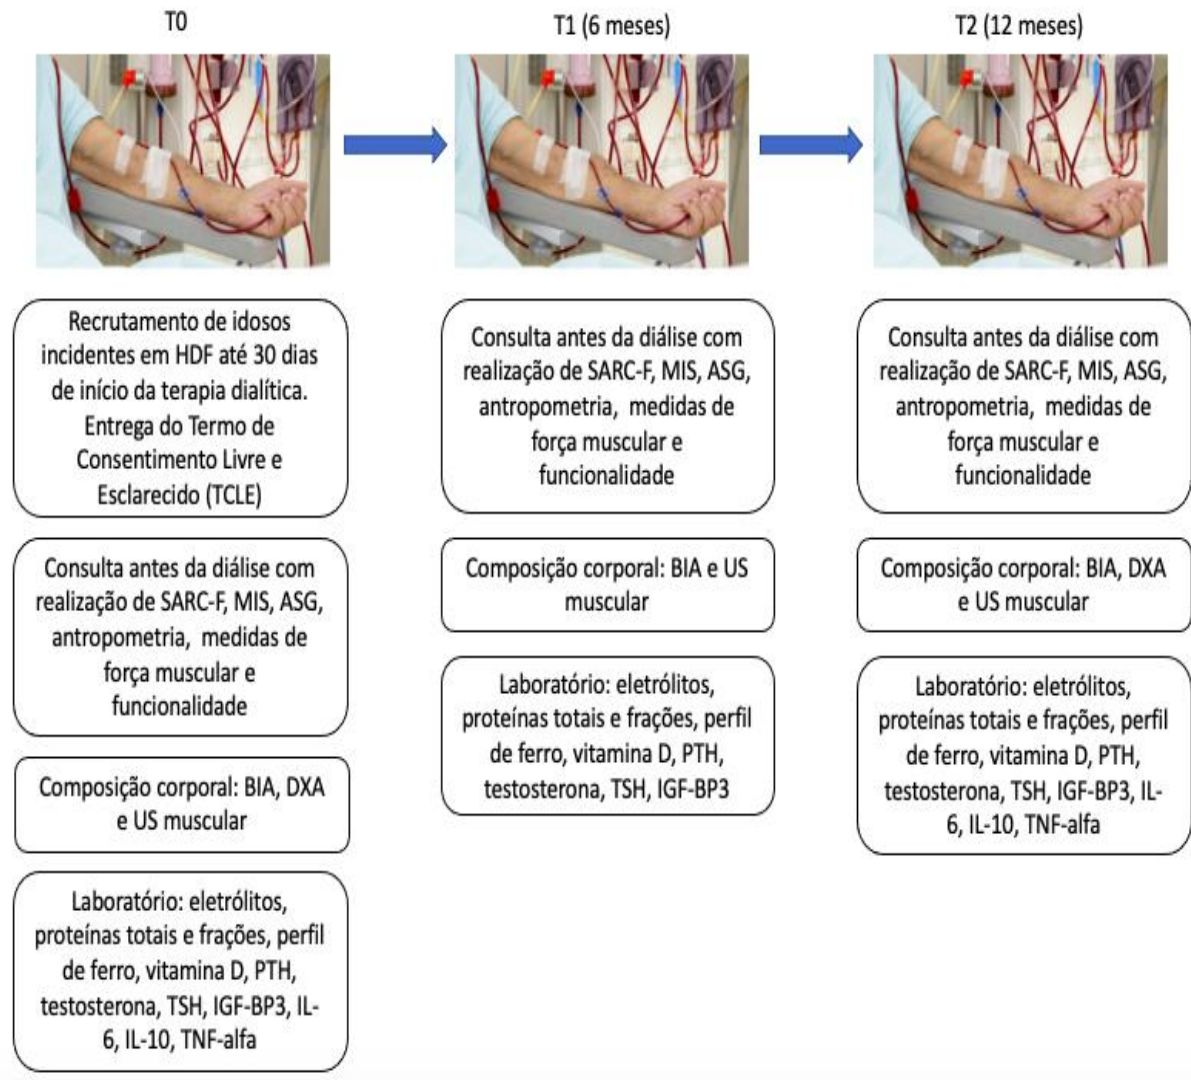 T0
Recrutamento de idosos
incidentes em HDF até 30 dias
de início da terapia dialítica.
Entrega do Termo de
Consentimento Livre e
Esclarecido (TCLE)
Consulta antes da diálise com
realização de SARC-F, MIS, ASG,
antropometria, medidas de
força muscular e
funcionalidade
Composição corporal: BIA, DXA
e US muscular
Laboratório: eletrólitos,
proteínas totais e frações, perfil
de ferro, vitamina D, PTH,
testosterona, TSH, IGF-BP3, IL-
6, IL-10, TNF-alfa
T1 (6 meses)
Consulta antes da diálise com
realização de SARC-F, MIS, ASG,
antropometria, medidas de
força muscular e
funcionalidade
Composição corporal: BIA e US
muscular
Laboratório: eletrólitos,
proteínas totais e frações, perfil
de ferro, vitamina D, PTH,
testosterona, TSH, IGF-BP3
T2 (12 meses)
Consulta antes da diálise com
realização de SARC-F, MIS, ASG,
antropometria, medidas de
força muscular e
funcionalidade
Composição corporal: BIA, DXA
e US muscular
Laboratório: eletrólitos,
proteínas totais e frações, perfil
de ferro, vitamina D, PTH,
testosterona, TSH, IGF-BP3, IL-
6, IL-10, TNF-alfa